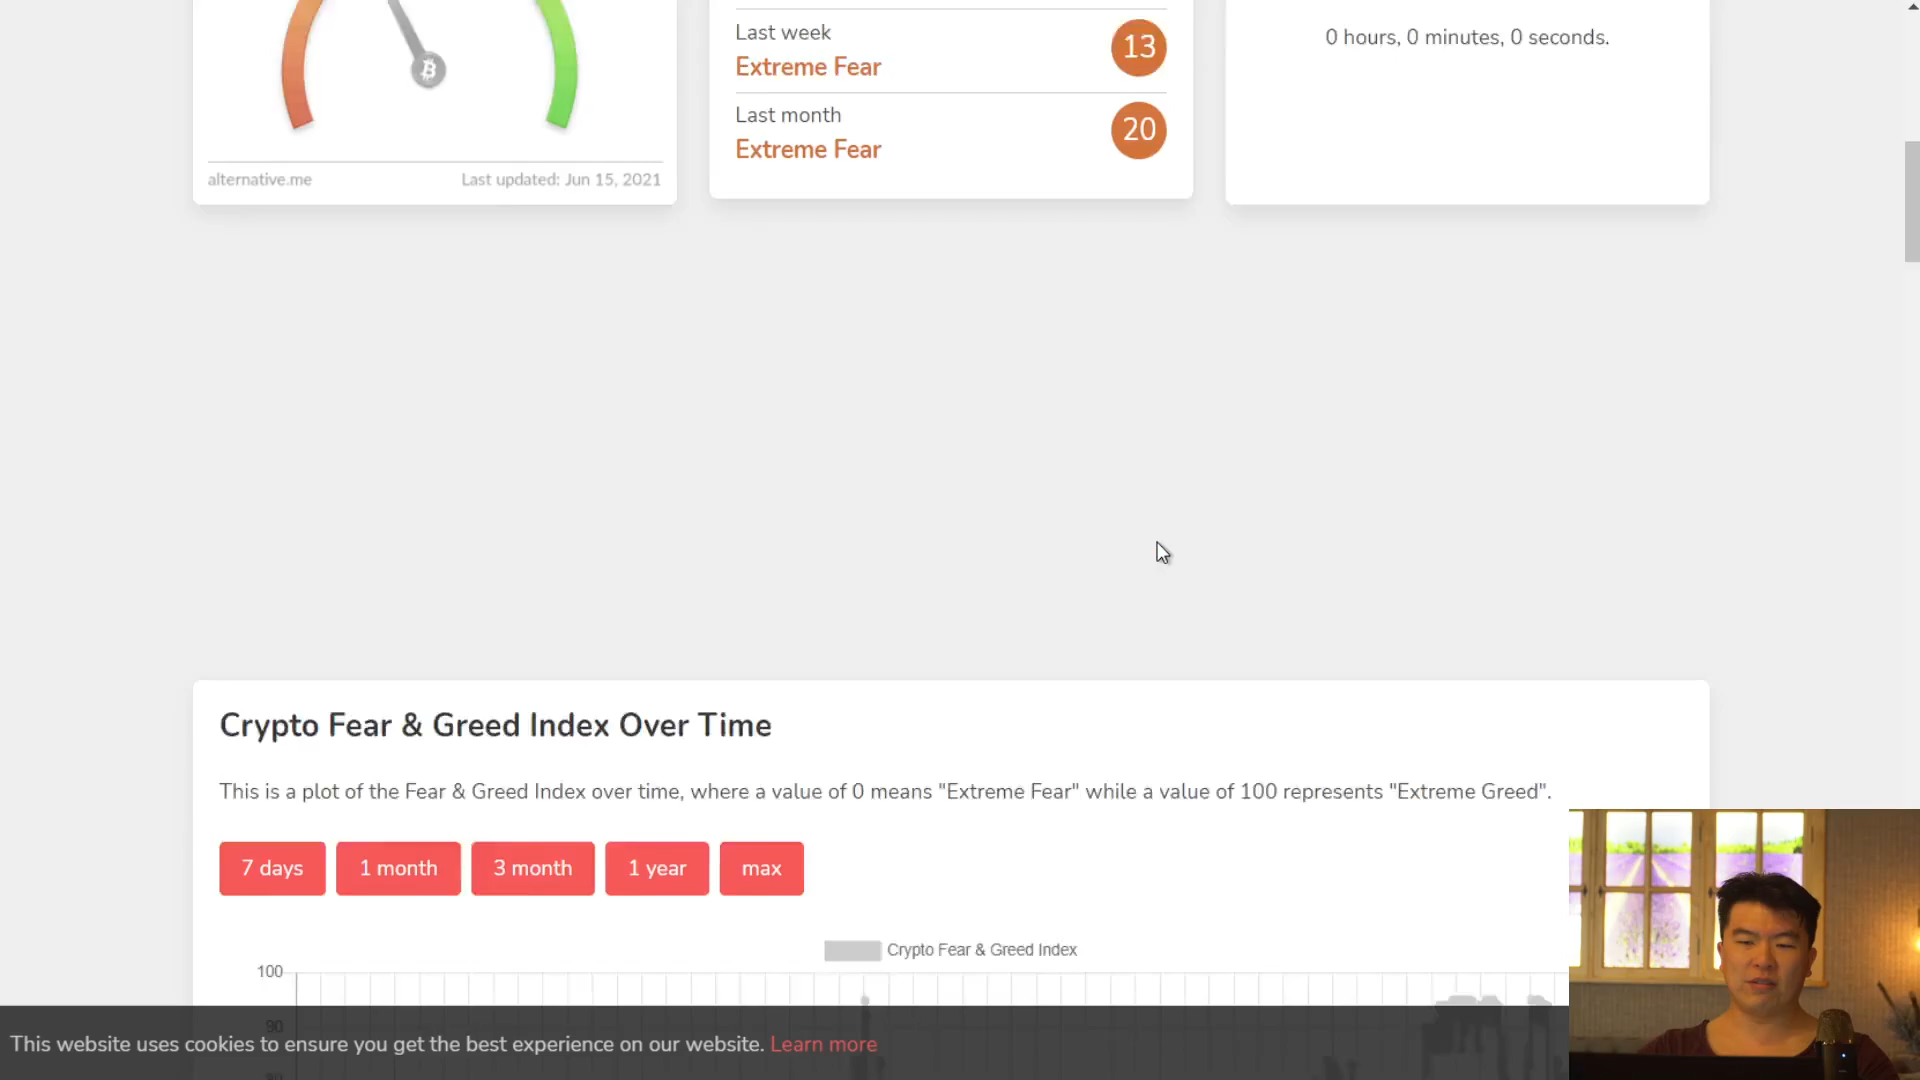 Last week
Extreme Fear
13
Last month
Extreme Fear
20
0 hours, 0 minutes, 0 seconds.
alternative.me
Last updated: Jun 15, 2021
Crypto Fear & Greed Index Over Time
This is a plot of the Fear & Greed Index over time, where a value of 0 means "Extreme Fear" while a value of 100 represents "Extreme Greed".
7 days
1 month
3 month
1 year
max
Crypto Fear & Greed Index
100
90
This website uses cookies to ensure you get the best experience on our website. Learn more